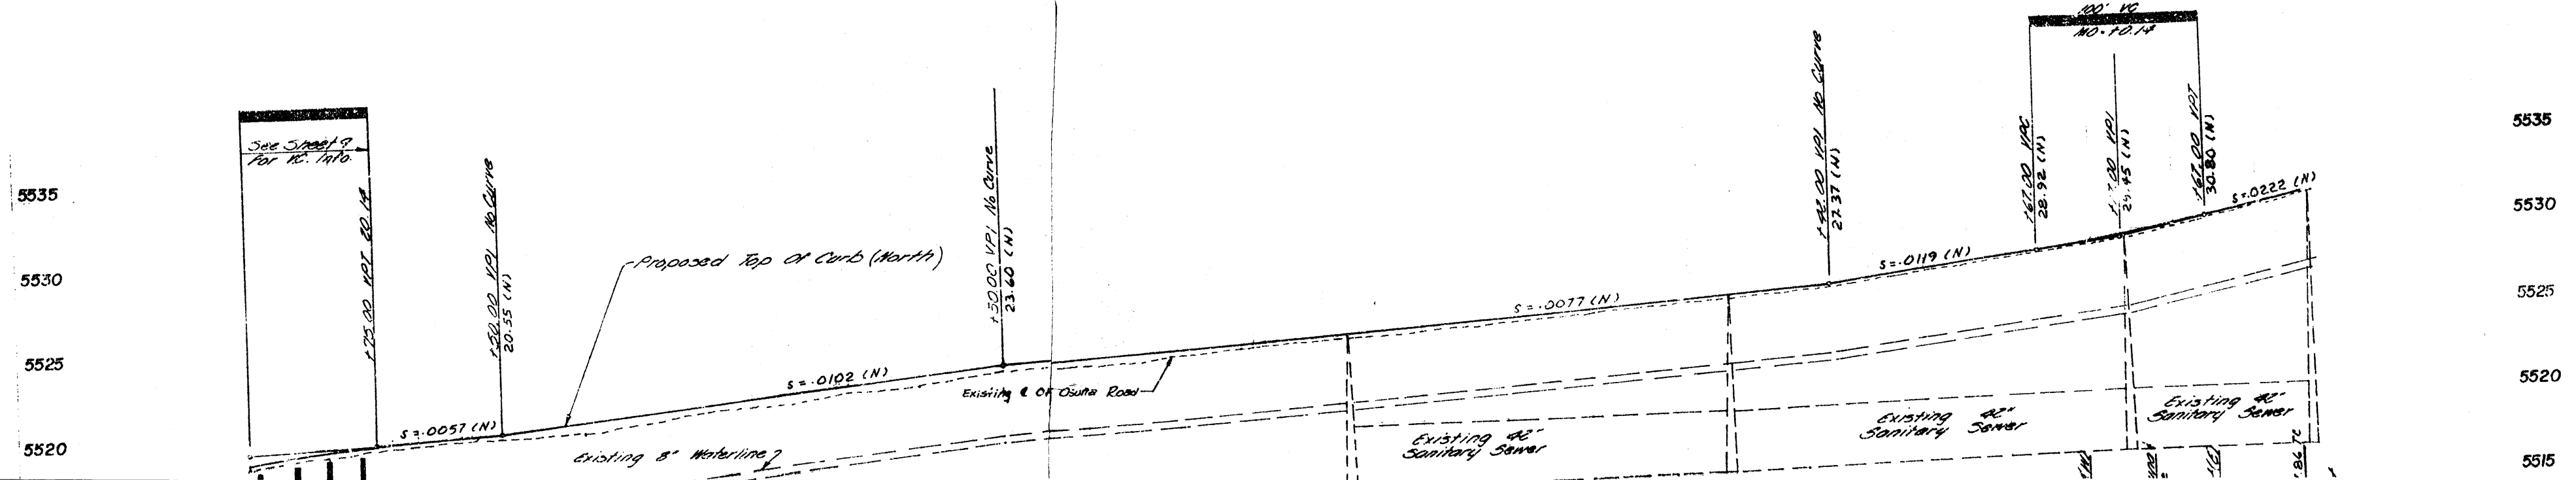 100' VC
MO=+0.14
See Sheet 9
For VC. Info.
5535
5530
5525
5520
+75.00 VPT 20.14
+50.00 VPI No Curve
20.55 (N)
Proposed Top Of Curb (North)
+50.00 VPI No Curve
23.60 (N)
+42.00 VPI No Curve
27.37 (N)
+67.00 VPC
28.92 (N)
VPI
(N)
+67.00 VPT
30.80 (N)
S=.0057 (N)
S=.0102 (N)
S=.0077 (N)
S=.0119 (N)
S=.0222 (N)
Existing ℄ Of Osuna Road
Existing 8" Waterline
Existing 42"
Sanitary Sewer
Existing 42"
Sanitary Sewer
Existing 42"
Sanitary Sewer
.86 TC
5535
5530
5525
5520
5515